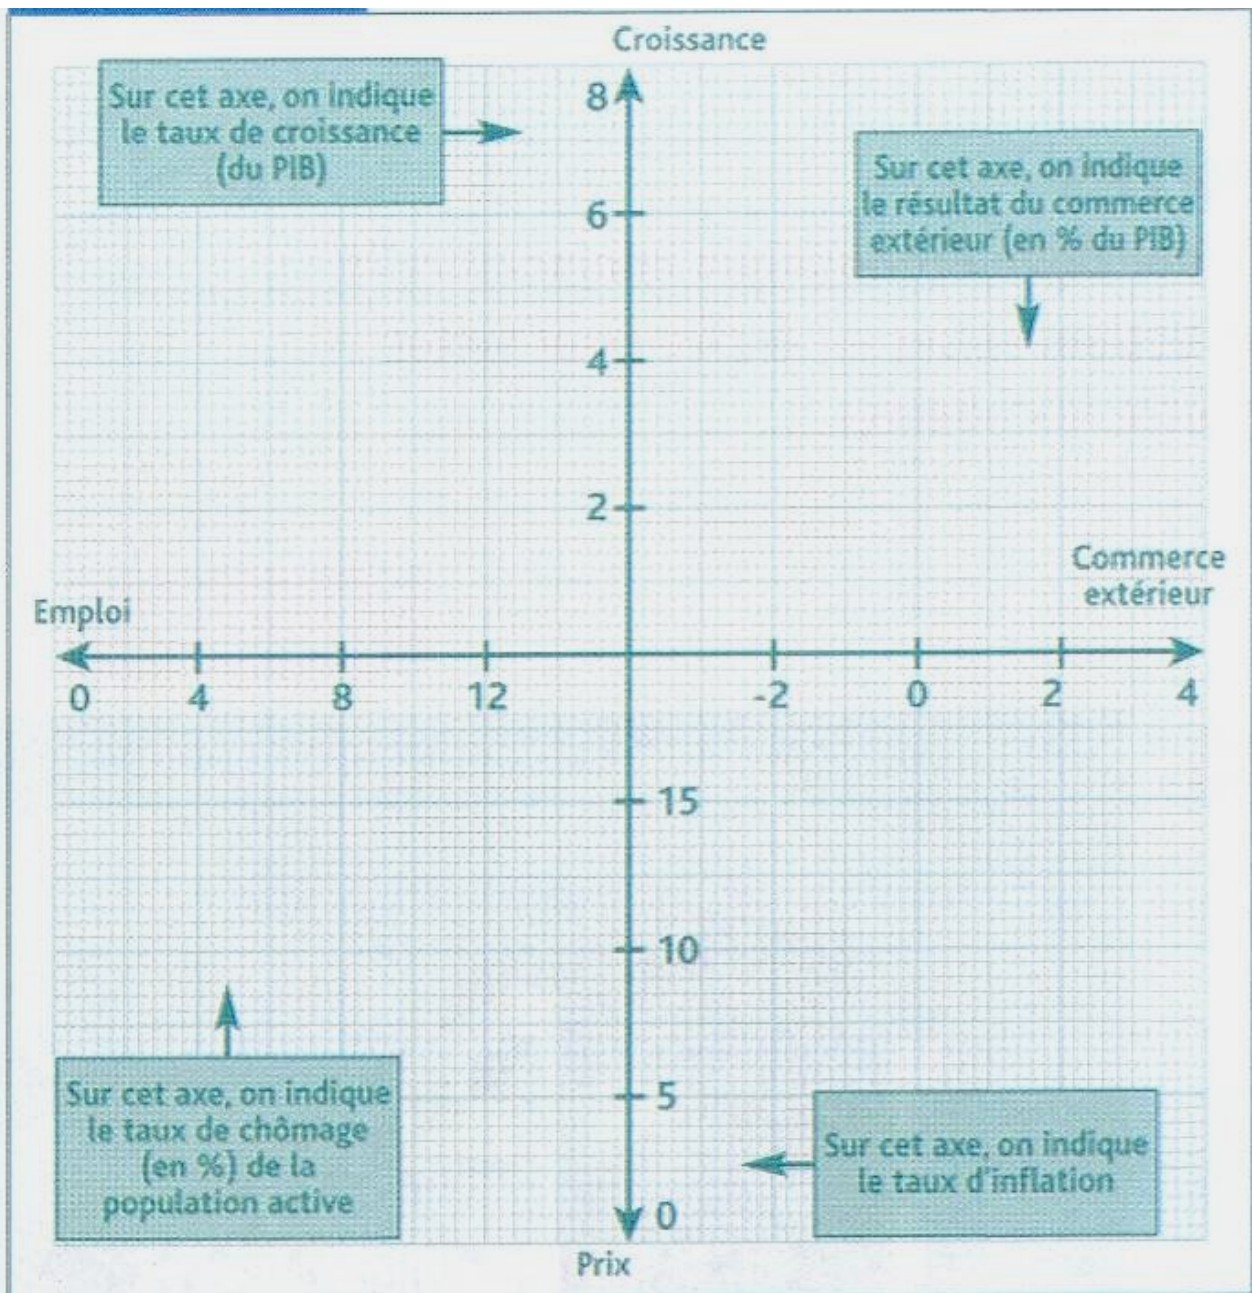 Croissance
Sur cet axe, on indique
le taux de croissance
(du PIB)
8
Sur cet axe, on indique
le résultat du commerce
extérieur (en % du PIB)
6
4
2
Commerce
extérieur
Emploi
0 4 8 12 -2 0 2 4
15
10
5
Sur cet axe, on indique
le taux de chômage
(en %) de la
population active
Sur cet axe, on indique
le taux d'inflation
0
Prix